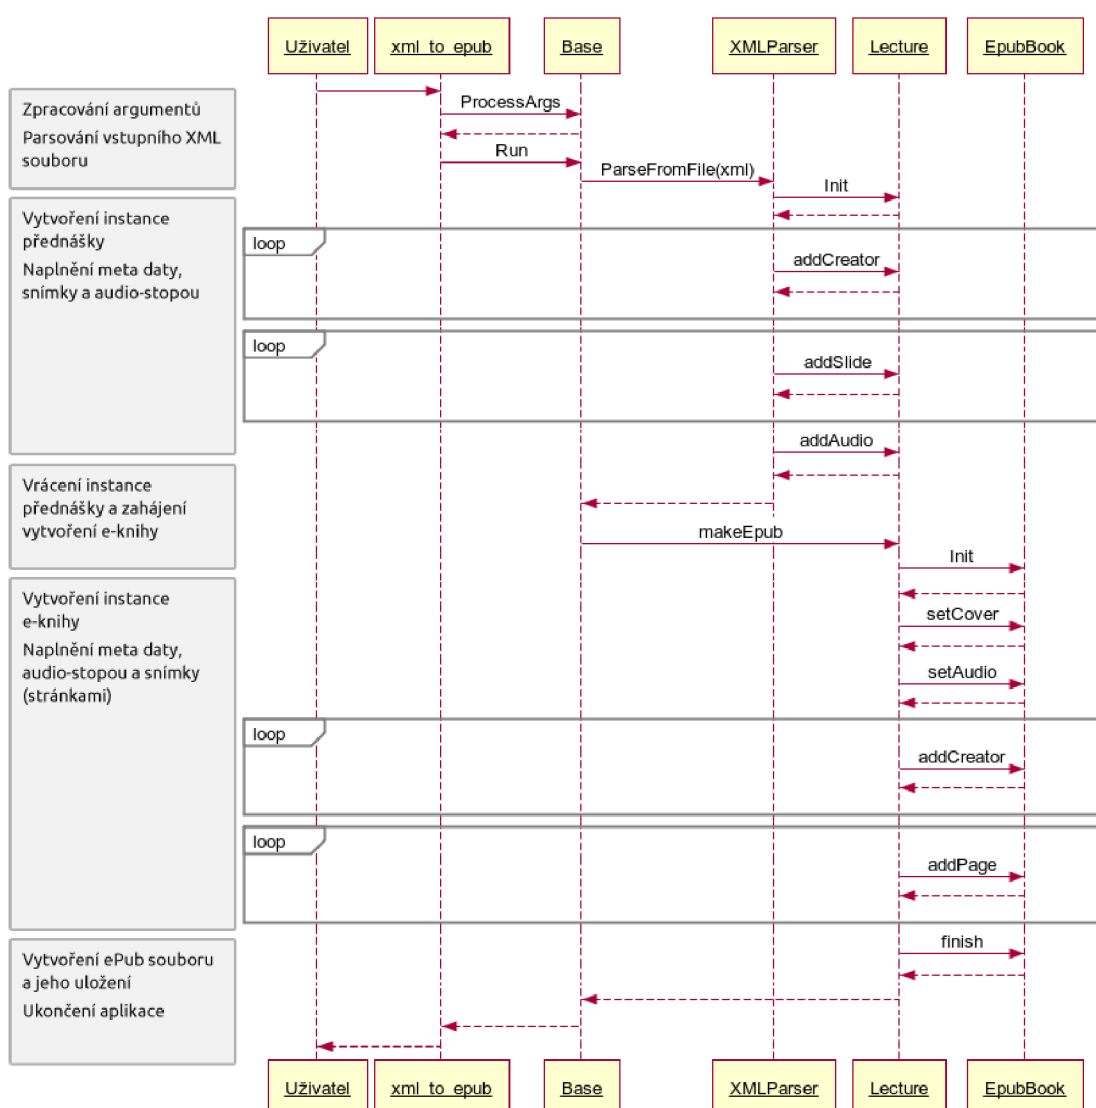 Uživatel
xml_to_epub
Base
XMLParser
Lecture
EpubBook
Zpracování argumentů
Parsování vstupního XML
souboru
ProcessArgs
Run
ParseFromFile(xml)
Init
Vytvoření instance
přednášky
Naplnění meta daty,
snímky a audio-stopou
loop
addCreator
loop
addSlide
addAudio
Vrácení instance
přednášky a zahájení
vytvoření e-knihy
makeEpub
Init
Vytvoření instance
e-knihy
Naplnění meta daty,
audio-stopou a snímky
(stránkami)
setCover
setAudio
loop
addCreator
loop
addPage
Vytvoření ePub souboru
a jeho uložení
Ukončení aplikace
finish
Uživatel
xml_to_epub
Base
XMLParser
Lecture
EpubBook